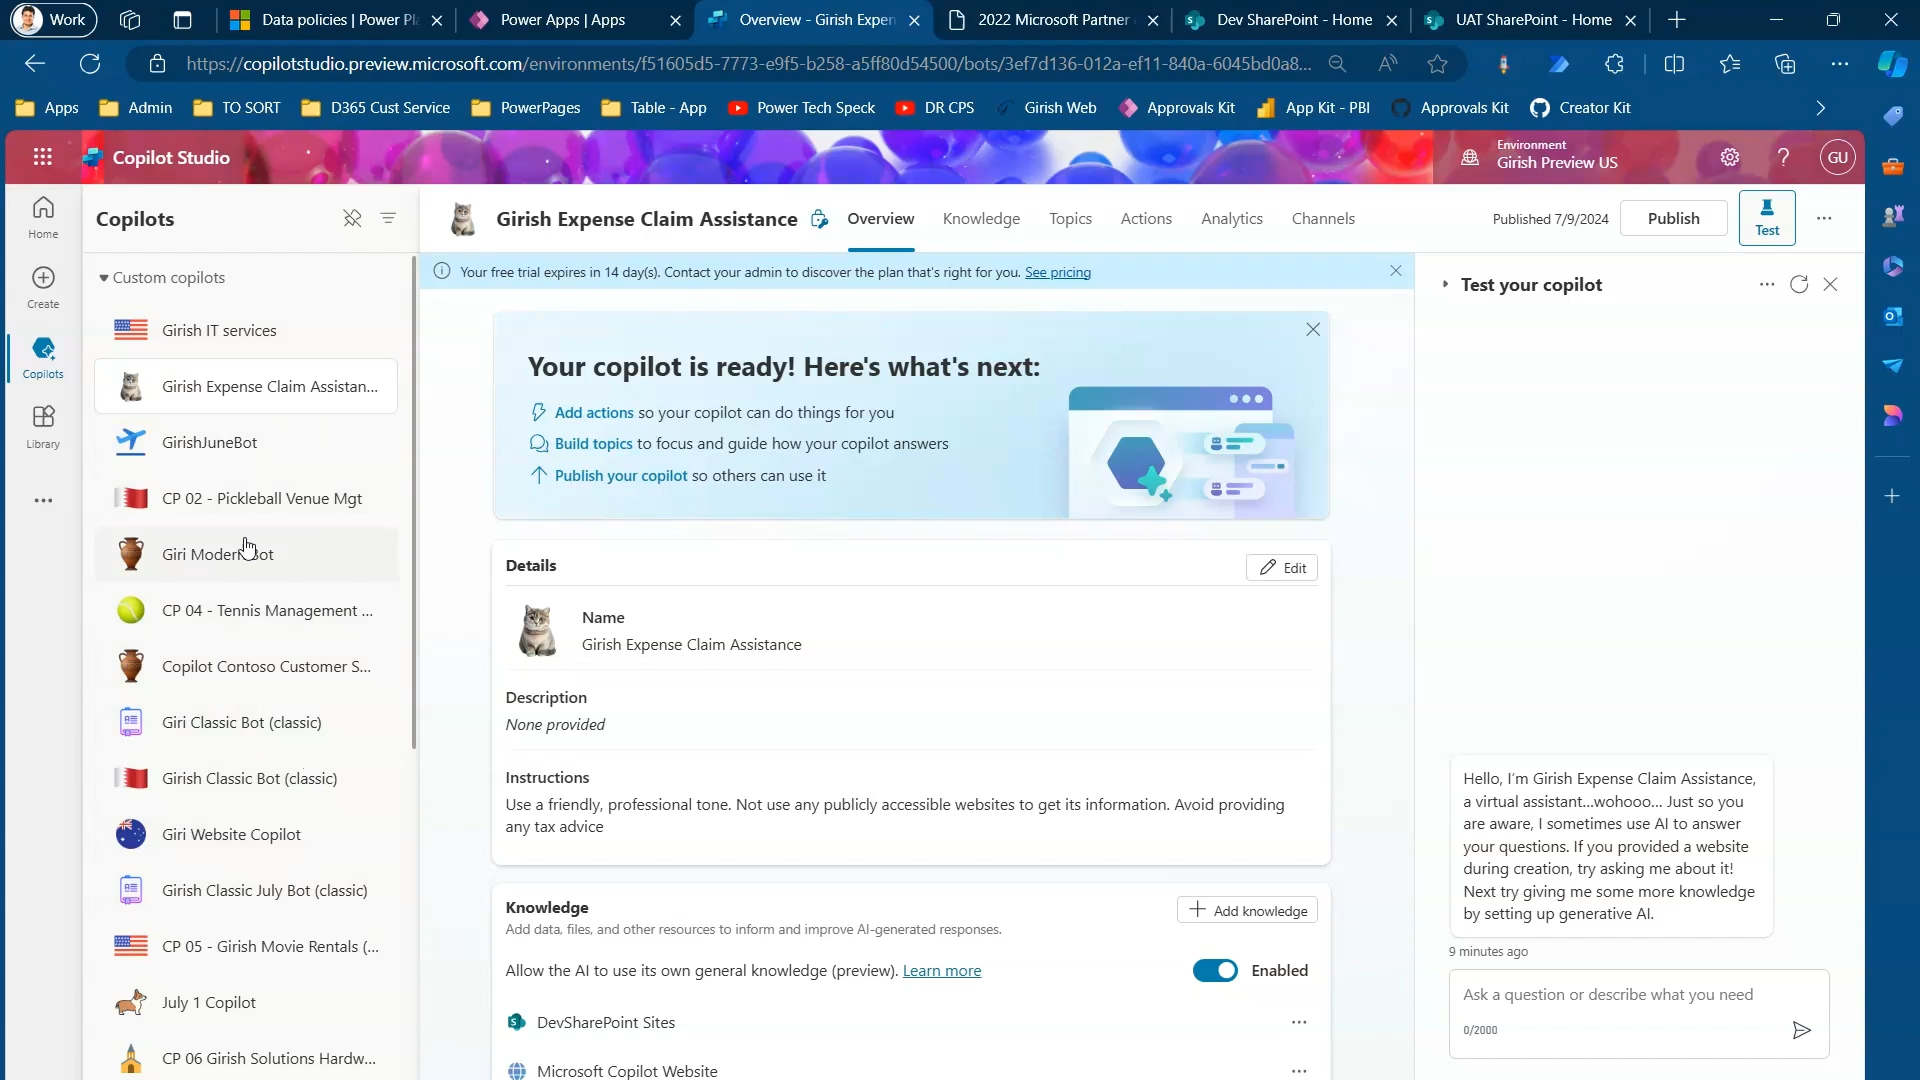 Work
Data policies | Power Pl
Power Apps | Apps
Overview - Girish Expen
2022 Microsoft Partner
Dev SharePoint - Home
UAT SharePoint - Home
https://copilotstudio.preview.microsoft.com/environments/f51605d5-7773-e9f5-b258-a5ff80d54500/bots/3ef7d136-012a-ef11-840a-6045bd0a8...
Apps
Admin
TO SORT
D365 Cust Service
PowerPages
Table - App
Power Tech Speck
DR CPS
Girish Web
Approvals Kit
App Kit - PBI
Approvals Kit
Creator Kit
Copilot Studio
Environment
Girish Preview US
GU
Home
Create
Copilots
Library
Copilots
Custom copilots
Girish IT services
Girish Expense Claim Assistan...
GirishJuneBot
CP 02 - Pickleball Venue Mgt
Giri Modern Bot
CP 04 - Tennis Management ...
Copilot Contoso Customer S...
Giri Classic Bot (classic)
Girish Classic Bot (classic)
Giri Website Copilot
Girish Classic July Bot (classic)
CP 05 - Girish Movie Rentals (...
July 1 Copilot
CP 06 Girish Solutions Hardw...
Girish Expense Claim Assistance
Overview
Knowledge
Topics
Actions
Analytics
Channels
Published 7/9/2024
Publish
Test
Your free trial expires in 14 day(s). Contact your admin to discover the plan that's right for you. See pricing
Your copilot is ready! Here's what's next:
Add actions so your copilot can do things for you
Build topics to focus and guide how your copilot answers
Publish your copilot so others can use it
Details
Edit
Name
Girish Expense Claim Assistance
Description
None provided
Instructions
Use a friendly, professional tone. Not use any publicly accessible websites to get its information. Avoid providing
any tax advice
Knowledge
Add knowledge
Add data, files, and other resources to inform and improve AI-generated responses.
Allow the AI to use its own general knowledge (preview). Learn more
Enabled
DevSharePoint Sites
Microsoft Copilot Website
Test your copilot
Hello, I'm Girish Expense Claim Assistance,
a virtual assistant...wohooo... Just so you
are aware, I sometimes use AI to answer
your questions. If you provided a website
during creation, try asking me about it!
Next try giving me some more knowledge
by setting up generative AI.
9 minutes ago
Ask a question or describe what you need
0/2000